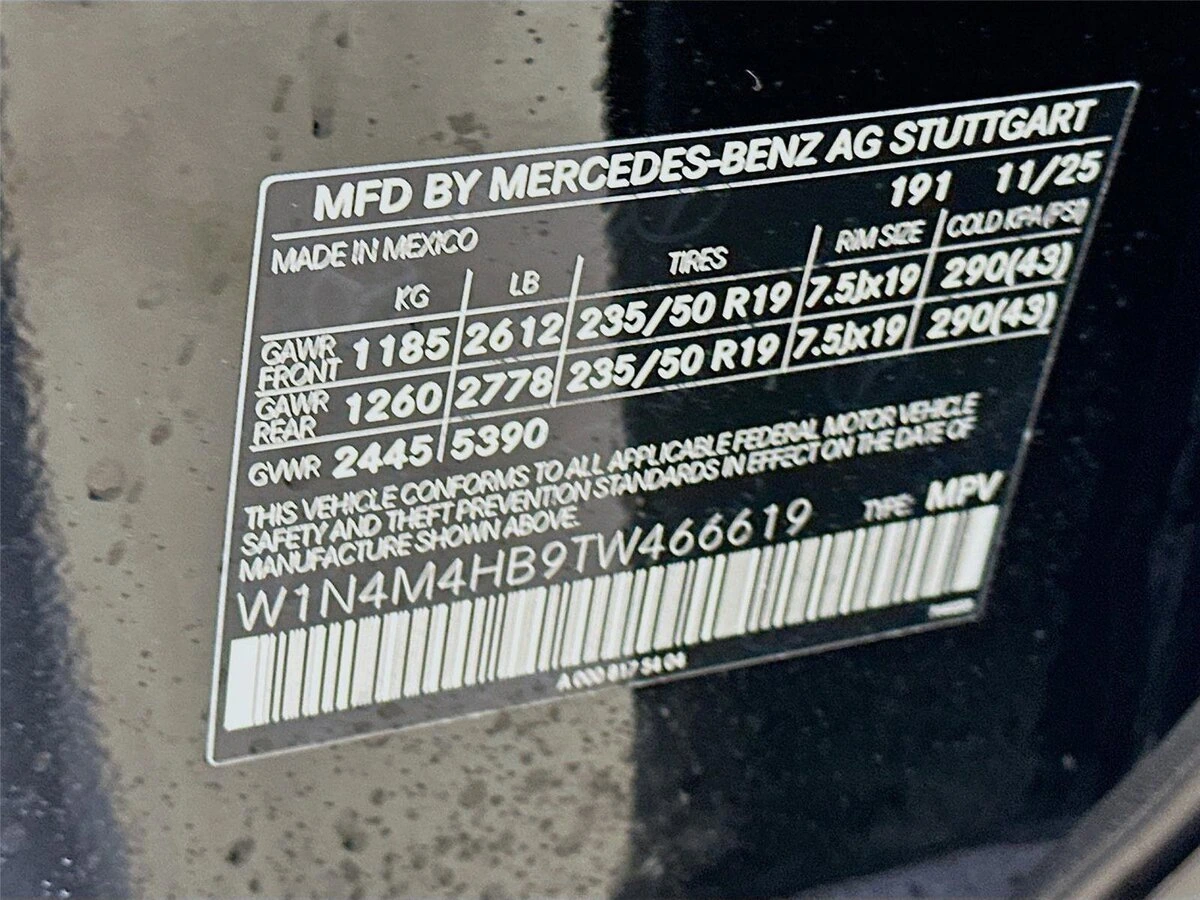 MFD BY MERCEDES-BENZ AG STUTTGART
191 11/25
MADE IN MEXICO
KG LB TIRES RIM SIZE COLD KPA(PSI)
GAWR FRONT 1185 2612 235/50 R19 7.5Jx19 290(43)
GAWR REAR 1260 2778 235/50 R19 7.5Jx19 290(43)
GVWR 2445 5390
THIS VEHICLE CONFORMS TO ALL APPLICABLE FEDERAL MOTOR VEHICLE
SAFETY AND THEFT PREVENTION STANDARDS IN EFFECT ON THE DATE OF
MANUFACTURE SHOWN ABOVE.
W1N4M4HB9TW466619 TYPE: MPV
A 000 817 54 04